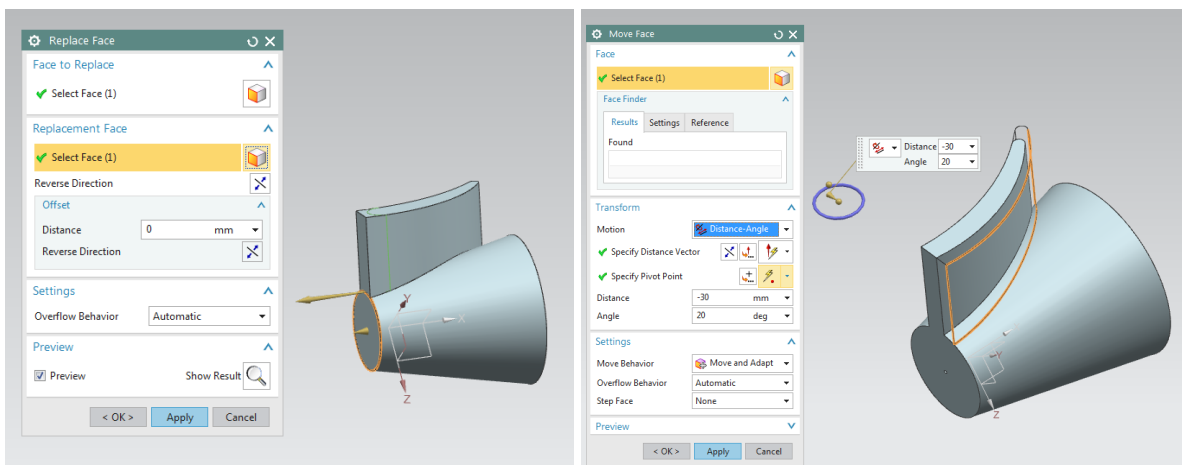 Replace Face
Face to Replace
Select Face (1)
Replacement Face
Select Face (1)
Reverse Direction
Offset
Distance 0 mm
Reverse Direction
Settings
Overflow Behavior Automatic
Preview
Preview Show Result
< OK > Apply Cancel
Y
X
Z
Move Face
Face
Select Face (1)
Face Finder
Results Settings Reference
Found
Transform
Motion Distance-Angle
Specify Distance Vector
Specify Pivot Point
Distance -30 mm
Angle 20 deg
Settings
Move Behavior Move and Adapt
Overflow Behavior Automatic
Step Face None
Preview
< OK > Apply Cancel
Distance -30
Angle 20
Y
Z